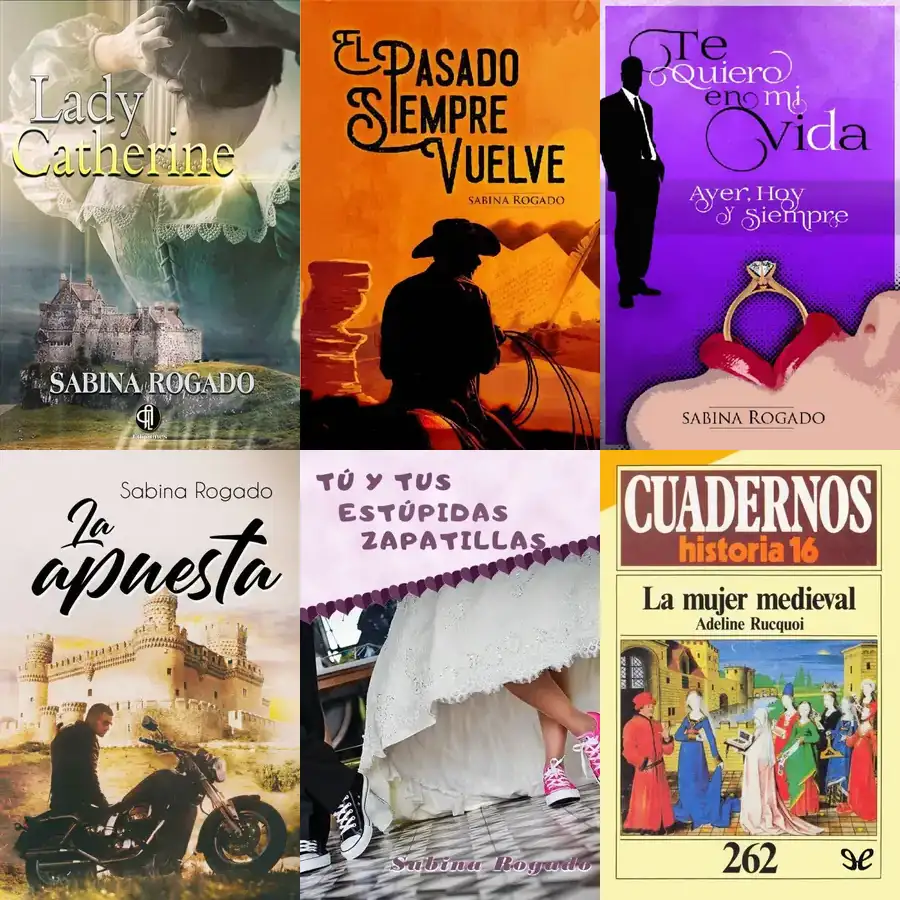 Lady
Catherine
SABINA ROGADO
EL PASADO
SIEMPRE
VUELVE
SABINA ROGADO
Te
Quiero
en mi
Vida
Ayer, Hoy
y Siempre
SABINA ROGADO
Sabina Rogado
La
apuesta
TÚ Y TUS
ESTÚPIDAS
ZAPATILLAS
Sabina Rogado
CUADERNOS
historia 16
La mujer medieval
Adeline Rucquoi
262